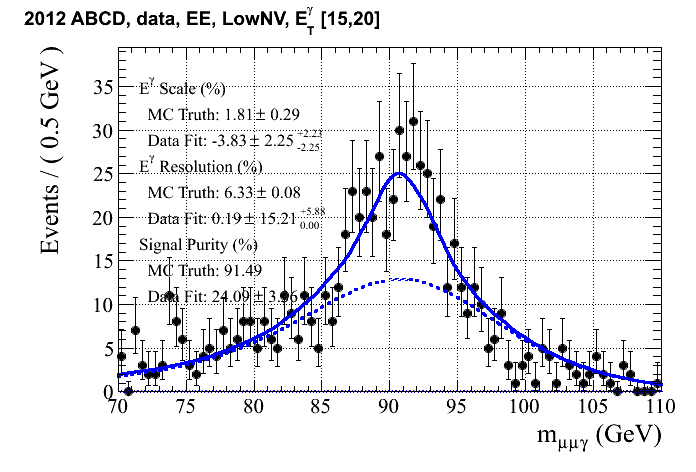 2012 ABCD, data, EE, LowNV, E_T^γ [15,20]
Events / ( 0.5 GeV )
35
30
25
20
15
10
5
0
E^γ Scale (%)
MC Truth: 1.81 ± 0.29
Data Fit: -3.83 ± 2.25 +2.23 -2.25
E^γ Resolution (%)
MC Truth: 6.33 ± 0.08
Data Fit: 0.19 ± 15.21 +5.88 0.00
Signal Purity (%)
MC Truth: 91.49
Data Fit: 24.09 ± 3.96
70 75 80 85 90 95 100 105 110
m_μμγ (GeV)